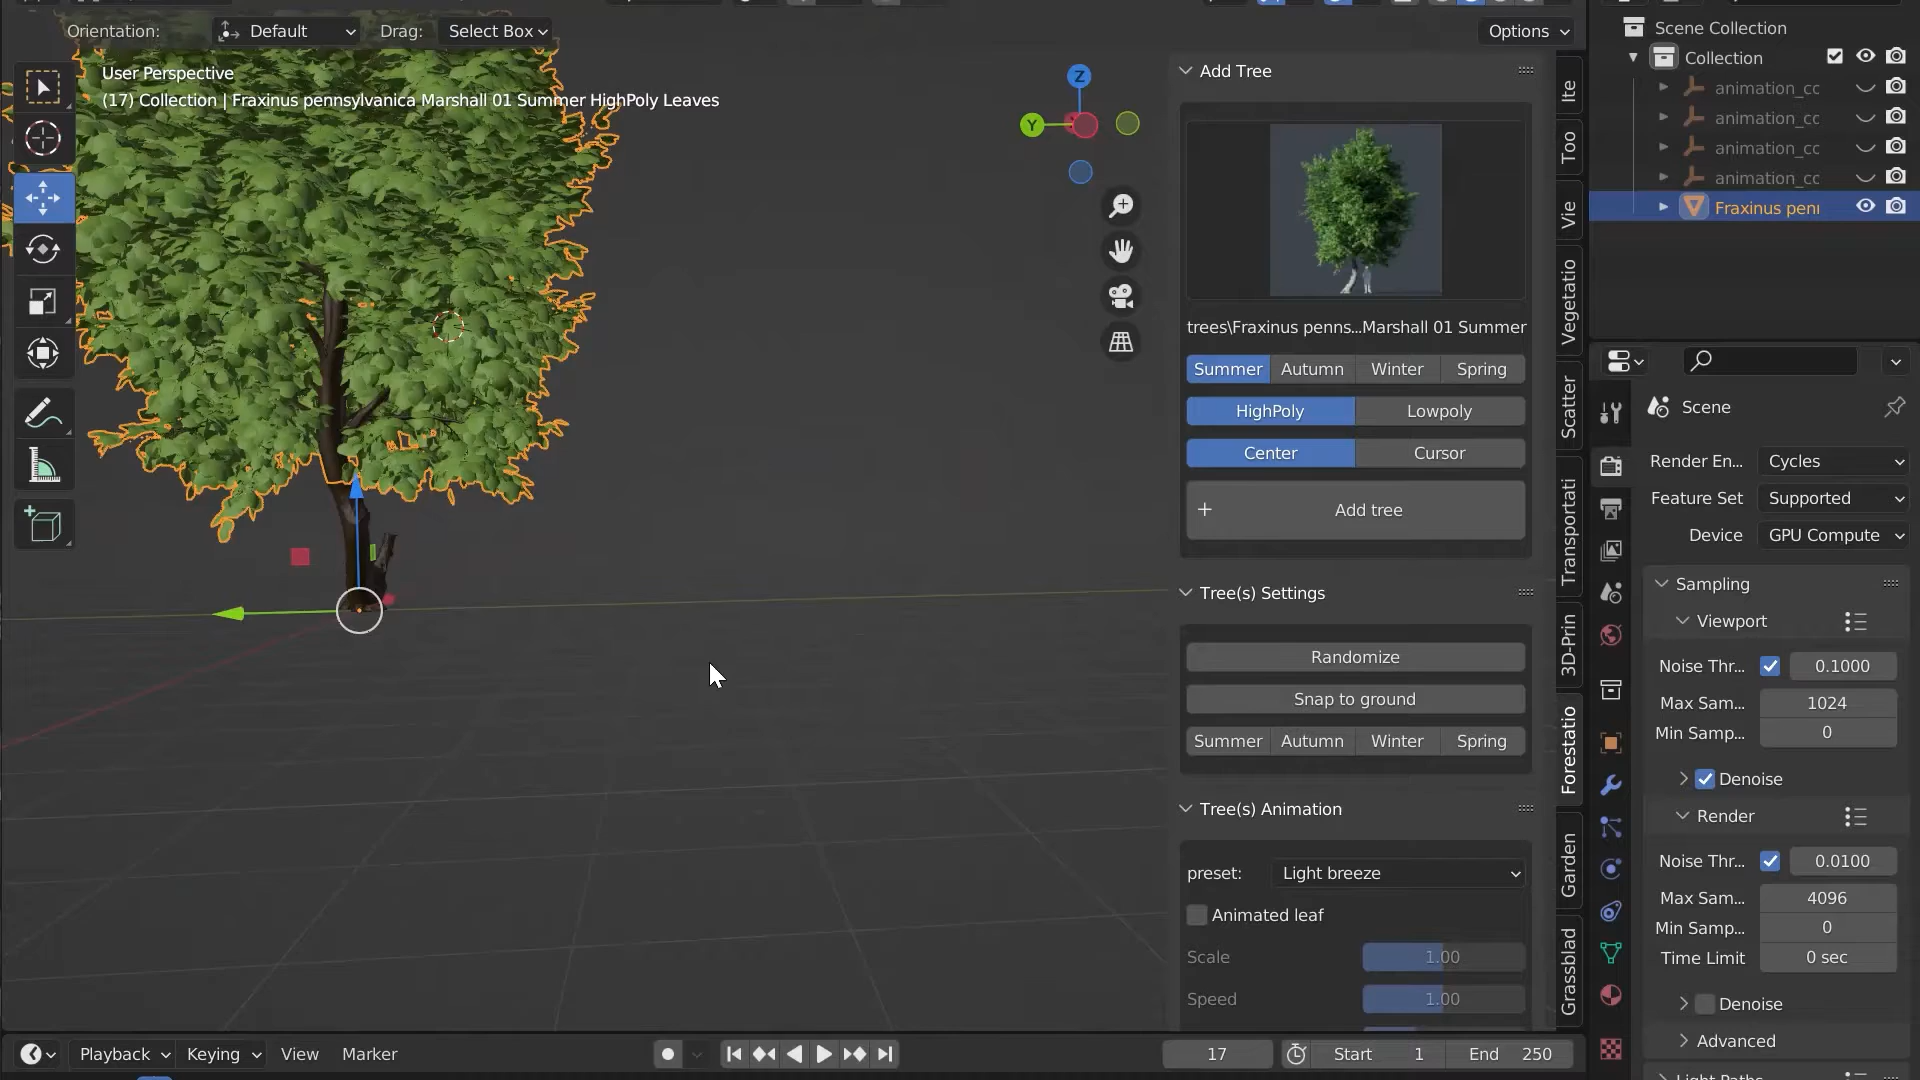 Orientation: Default Drag: Select Box Options
User Perspective
(17) Collection | Fraxinus pennsylvanica Marshall 01 Summer HighPoly Leaves
Z
Y
Add Tree
trees\Fraxinus penns...Marshall 01 Summer
Summer Autumn Winter Spring
HighPoly Lowpoly
Center Cursor
+ Add tree
Tree(s) Settings
Randomize
Snap to ground
Summer Autumn Winter Spring
Tree(s) Animation
preset: Light breeze
Animated leaf
Scale 1.00
Speed 1.00
Ite
Too
Vie
Vegetatio
Scatter
Transportati
3D-Prin
Forestatio
Garden
Grassblad
Scene Collection
Collection
animation_cc
animation_cc
animation_cc
animation_cc
Fraxinus penı
Scene
Render En... Cycles
Feature Set Supported
Device GPU Compute
Sampling
Viewport
Noise Thr... 0.1000
Max Sam... 1024
Min Samp... 0
Denoise
Render
Noise Thr... 0.0100
Max Sam... 4096
Min Samp... 0
Time Limit 0 sec
Denoise
Advanced
Light Paths
Playback Keying View Marker 17 Start 1 End 250